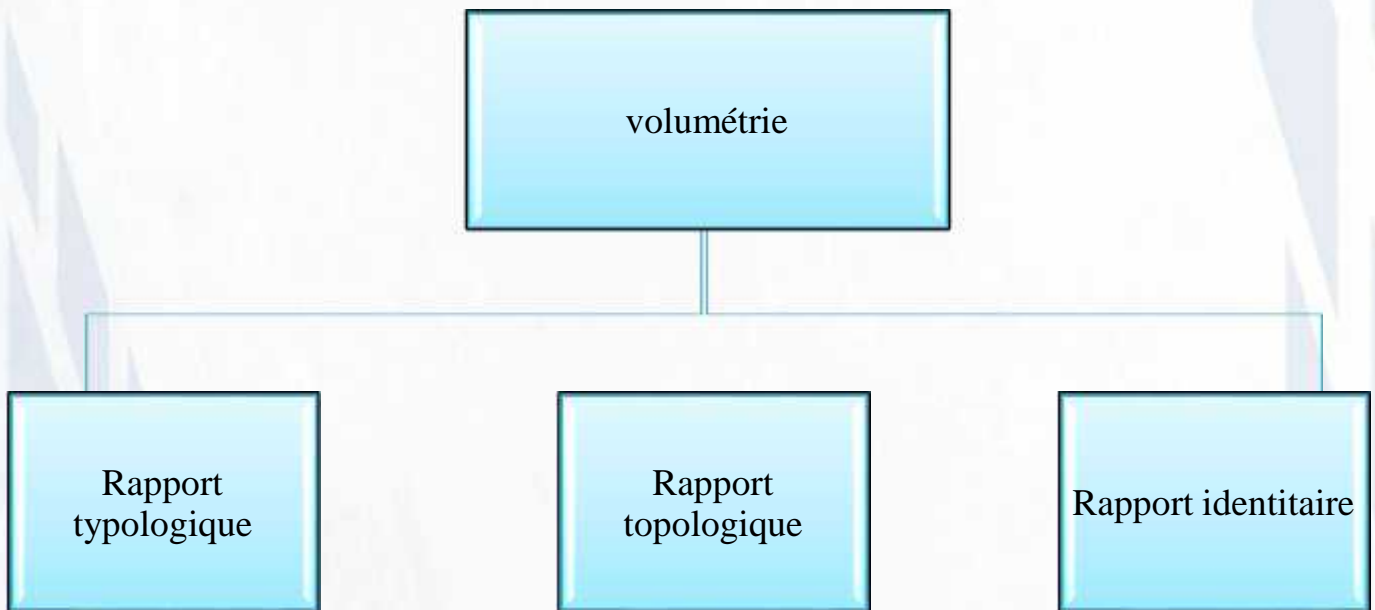 volumétrie
Rapport
typologique
Rapport
topologique
Rapport identitaire